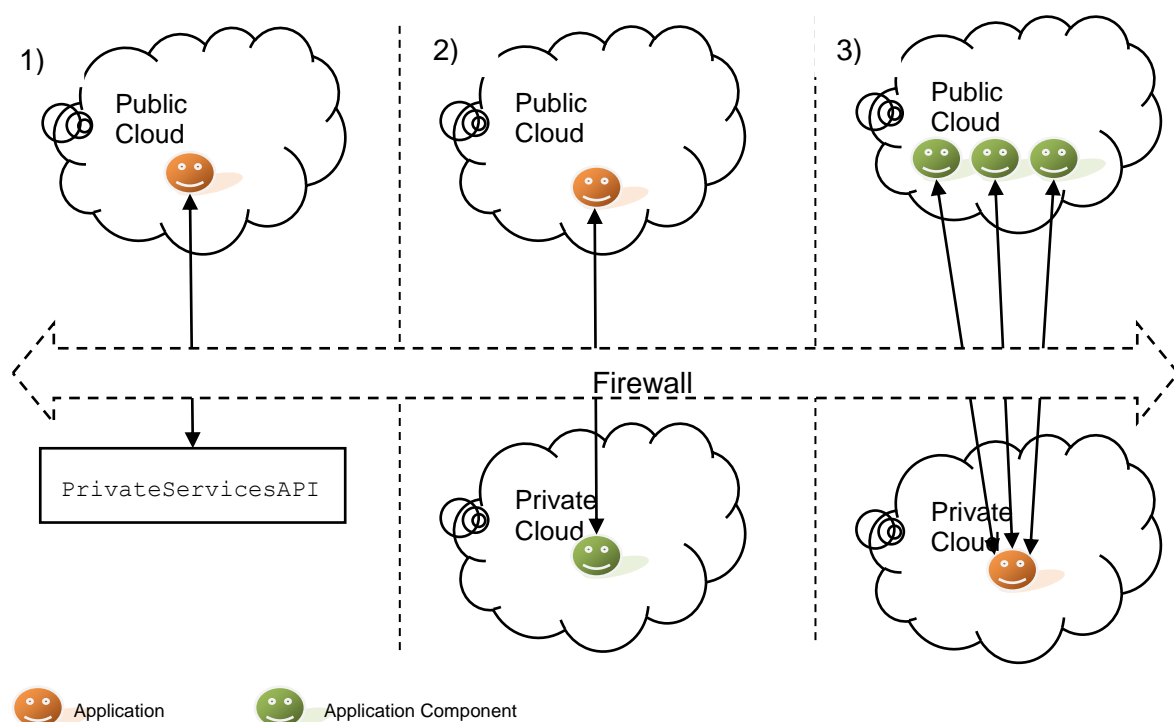 1)
Public
Cloud
2)
Public
Cloud
3)
Public
Cloud
Firewall
PrivateServicesAPI
Private
Cloud
Private
Cloud
Application
Application Component